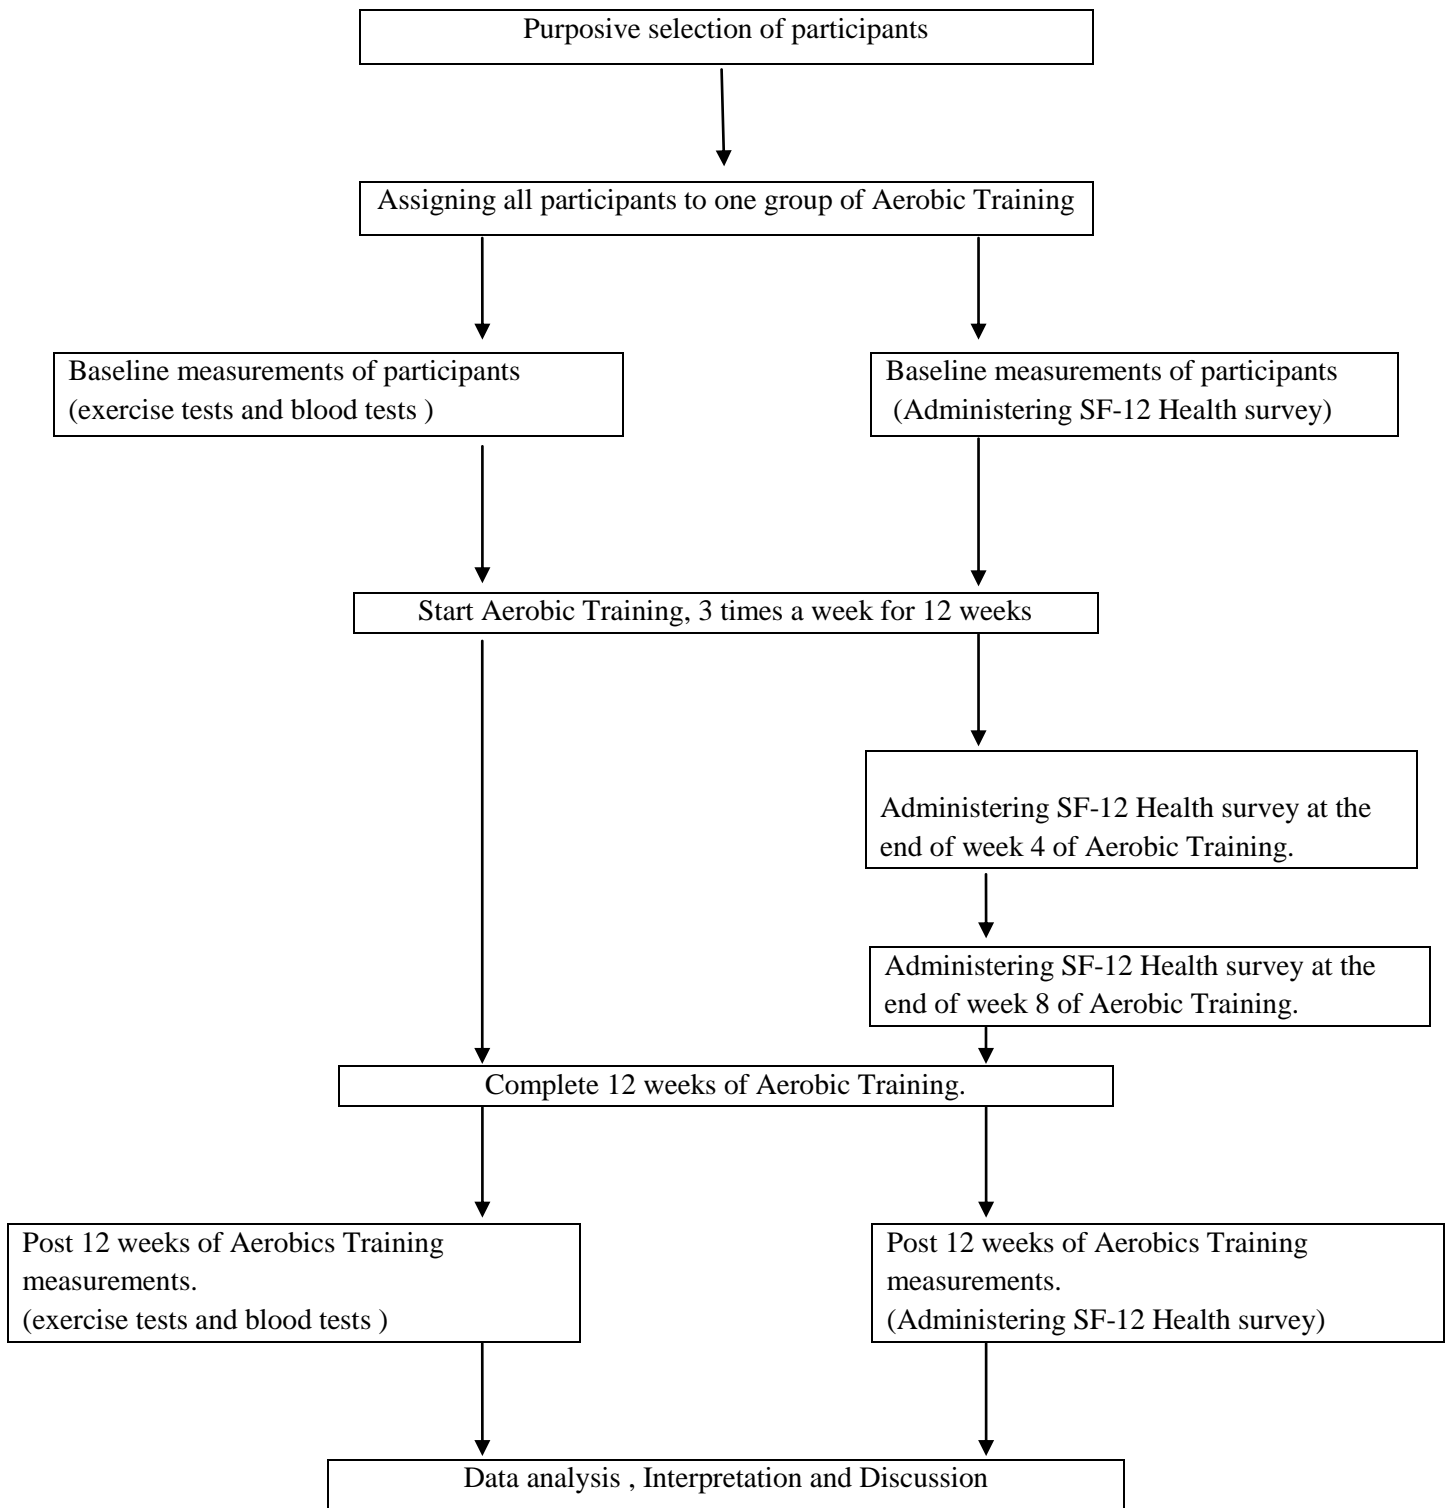 Purposive selection of participants
Assigning all participants to one group of Aerobic Training
Baseline measurements of participants
(exercise tests and blood tests )
Baseline measurements of participants
(Administering SF-12 Health survey)
Start Aerobic Training, 3 times a week for 12 weeks
Administering SF-12 Health survey at the
end of week 4 of Aerobic Training.
Administering SF-12 Health survey at the
end of week 8 of Aerobic Training.
Complete 12 weeks of Aerobic Training.
Post 12 weeks of Aerobics Training
measurements.
(exercise tests and blood tests )
Post 12 weeks of Aerobics Training
measurements.
(Administering SF-12 Health survey)
Data analysis , Interpretation and Discussion